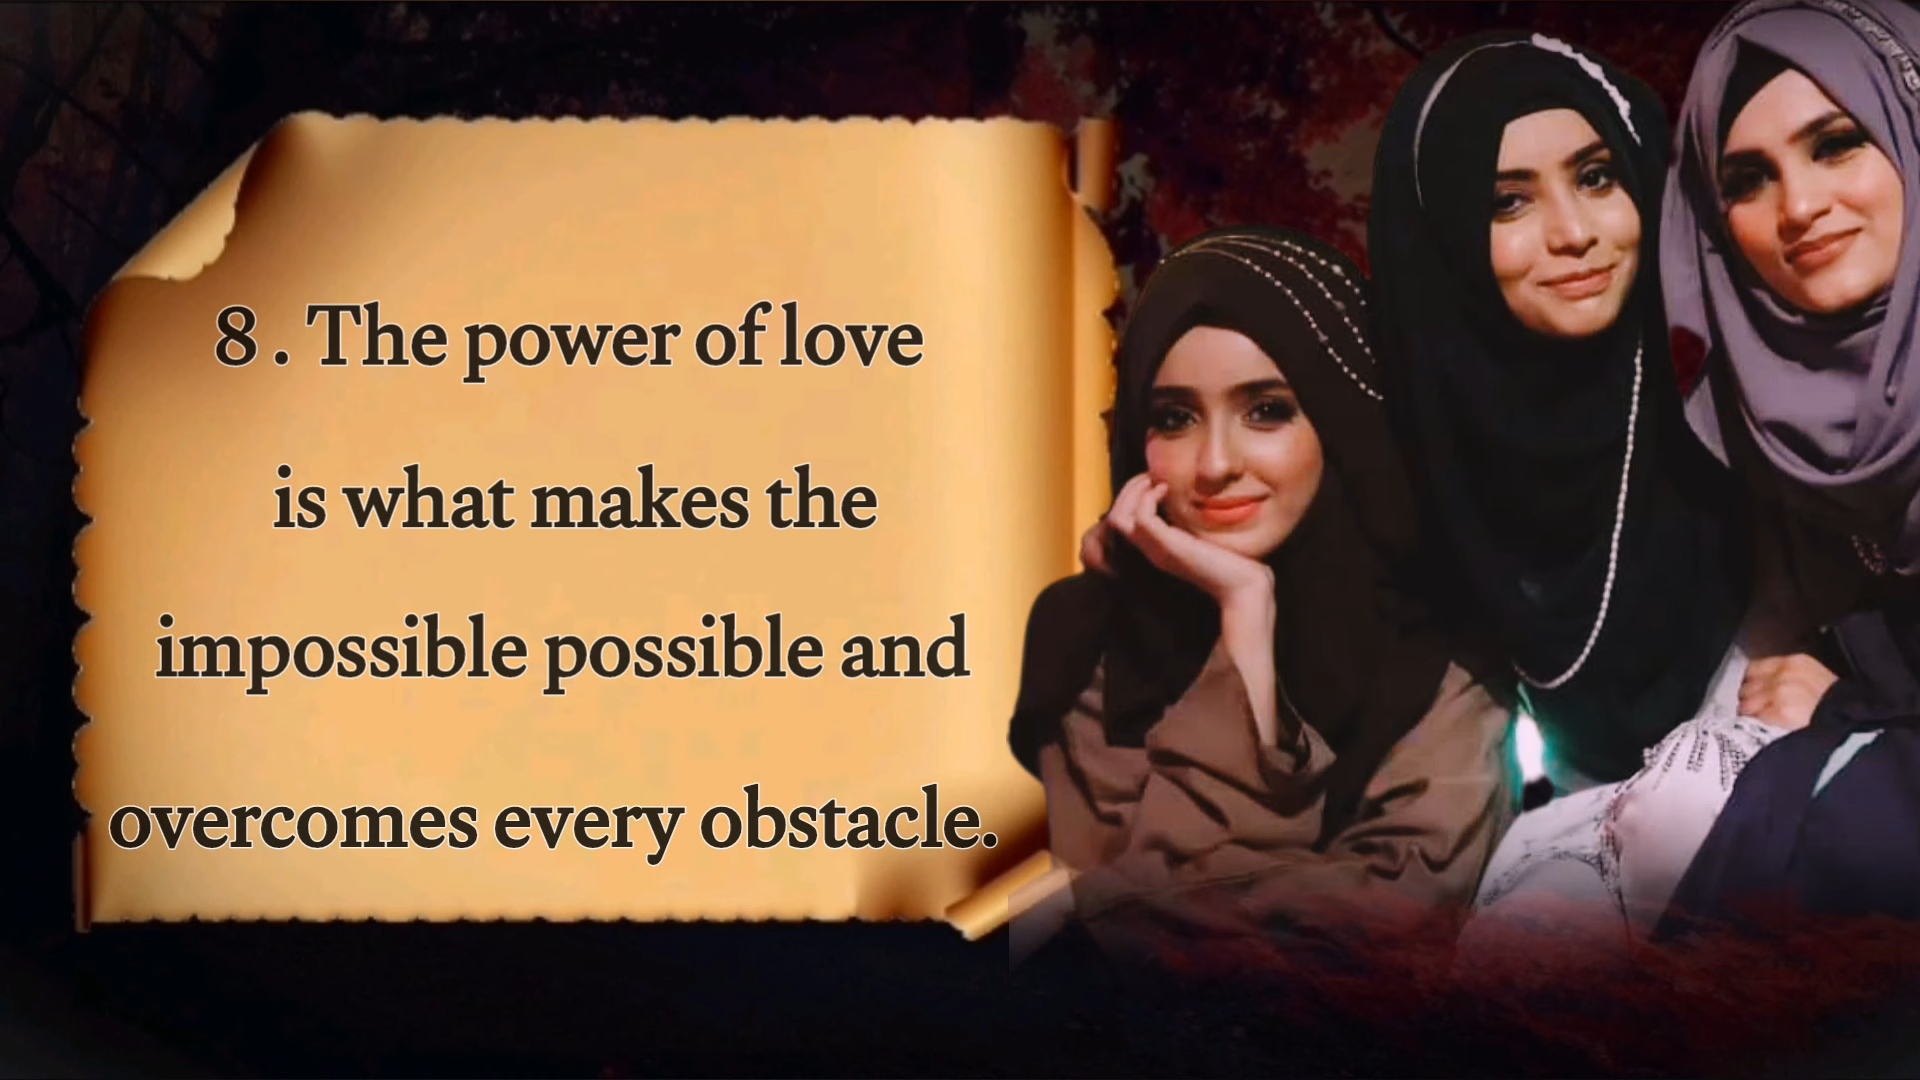 8 . The power of love
is what makes the
impossible possible and
overcomes every obstacle.